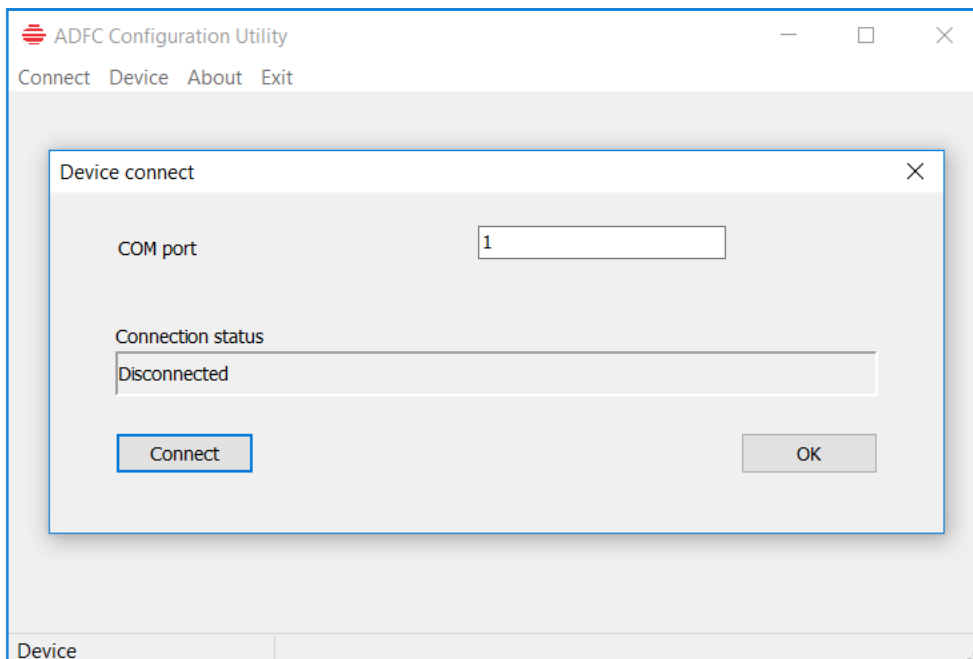 ADFC Configuration Utility
Connect Device About Exit
Device connect
COM port 1
Connection status
Disconnected
Connect OK
Device